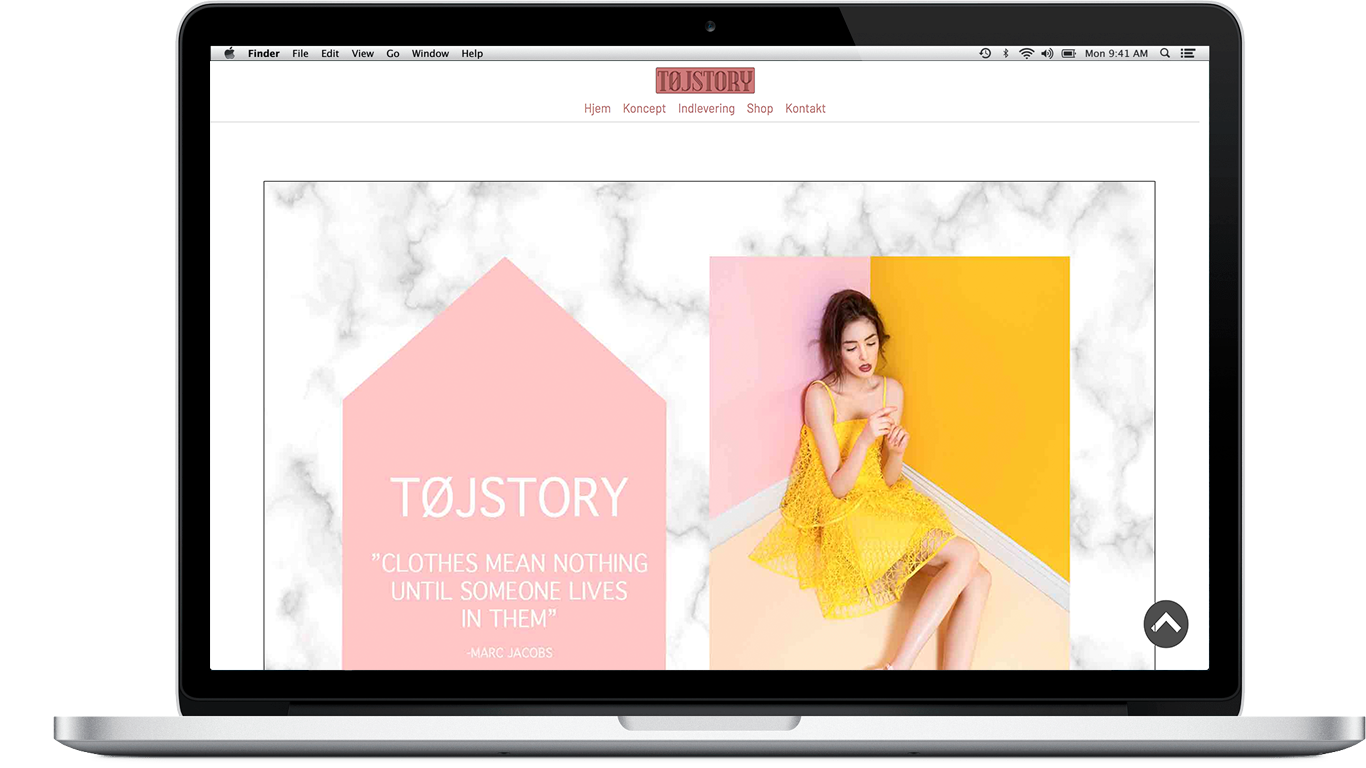 Finder File Edit View Go Window Help Mon 9:41 AM
TØJSTORY
Hjem Koncept Indlevering Shop Kontakt
TØJSTORY
”CLOTHES MEAN NOTHING
UNTIL SOMEONE LIVES
IN THEM”
-MARC JACOBS